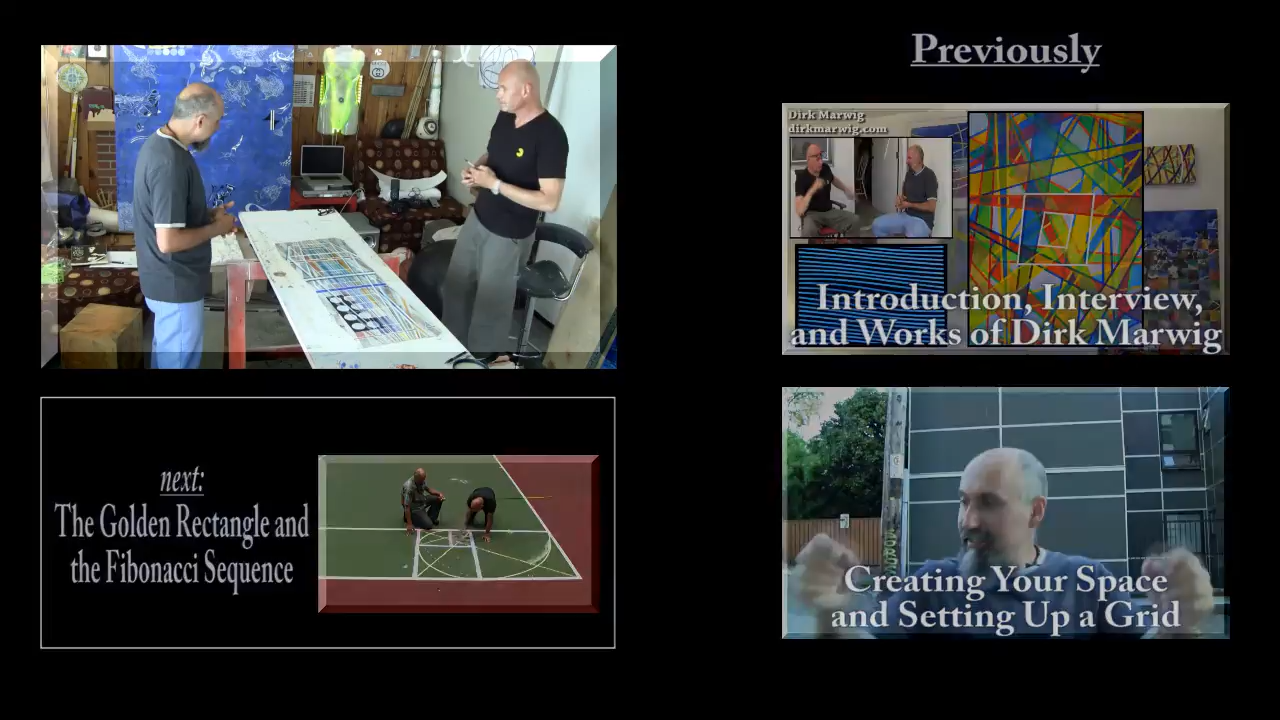 Previously
Dirk Marwig
dirkmarwig.com
Introduction, Interview,
and Works of Dirk Marwig
next:
The Golden Rectangle and
the Fibonacci Sequence
Creating Your Space
and Setting Up a Grid